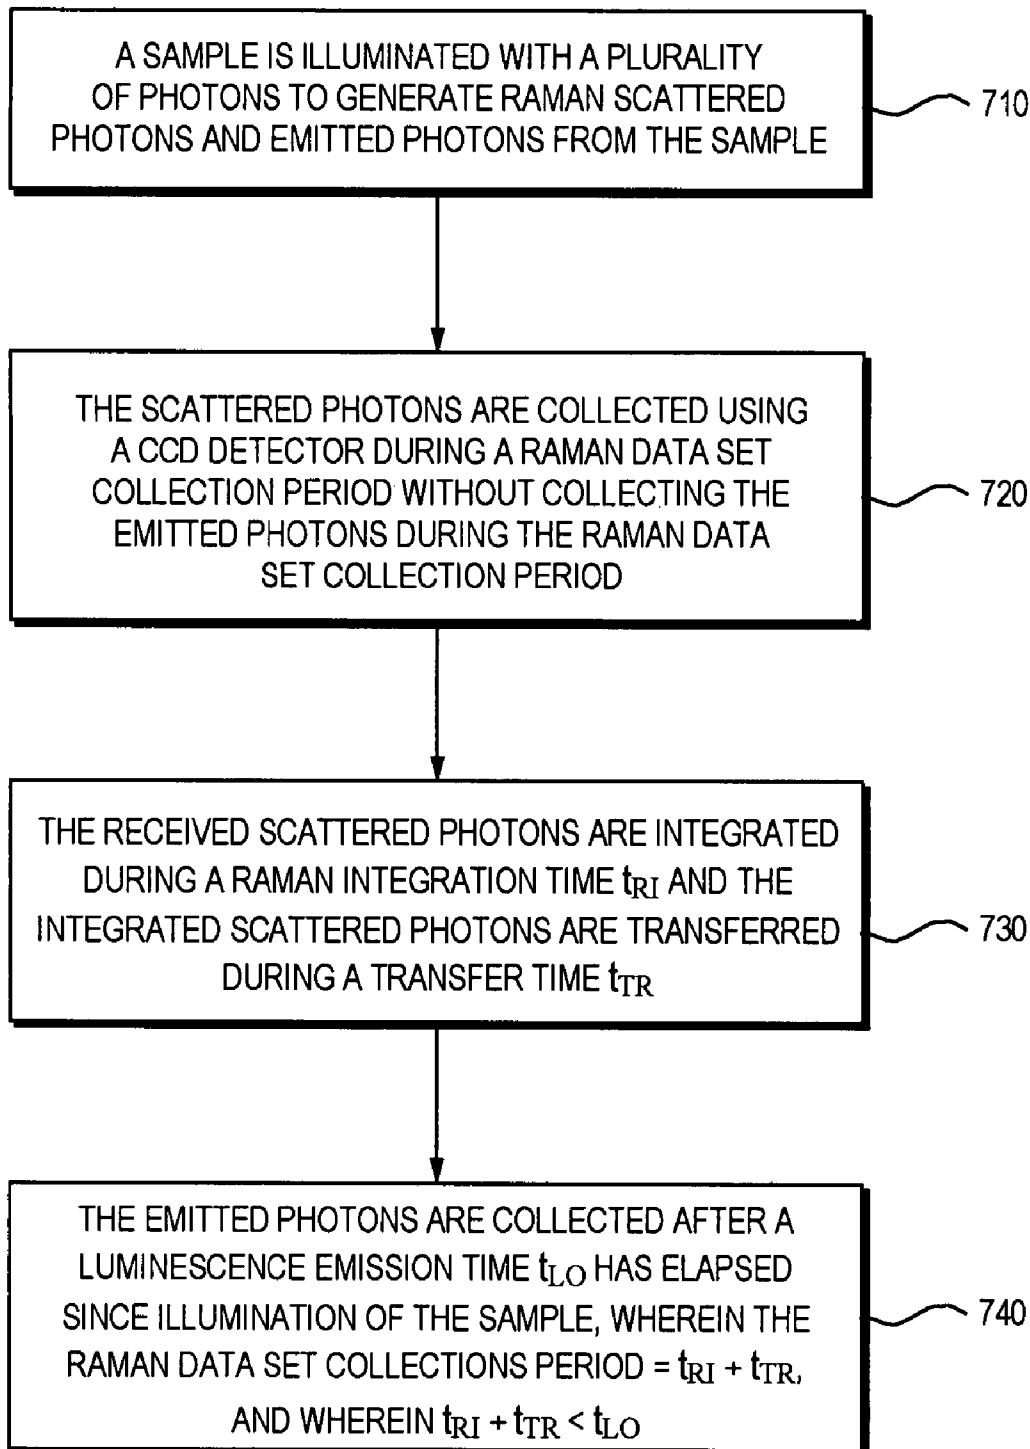 A SAMPLE IS ILLUMINATED WITH A PLURALITY
OF PHOTONS TO GENERATE RAMAN SCATTERED
PHOTONS AND EMITTED PHOTONS FROM THE SAMPLE
710
THE SCATTERED PHOTONS ARE COLLECTED USING
A CCD DETECTOR DURING A RAMAN DATA SET
COLLECTION PERIOD WITHOUT COLLECTING THE
EMITTED PHOTONS DURING THE RAMAN DATA
SET COLLECTION PERIOD
720
THE RECEIVED SCATTERED PHOTONS ARE INTEGRATED
DURING A RAMAN INTEGRATION TIME tRI AND THE
INTEGRATED SCATTERED PHOTONS ARE TRANSFERRED
DURING A TRANSFER TIME tTR
730
THE EMITTED PHOTONS ARE COLLECTED AFTER A
LUMINESCENCE EMISSION TIME tLO HAS ELAPSED
SINCE ILLUMINATION OF THE SAMPLE, WHEREIN THE
RAMAN DATA SET COLLECTIONS PERIOD = tRI + tTR,
AND WHEREIN tRI + tTR < tLO
740